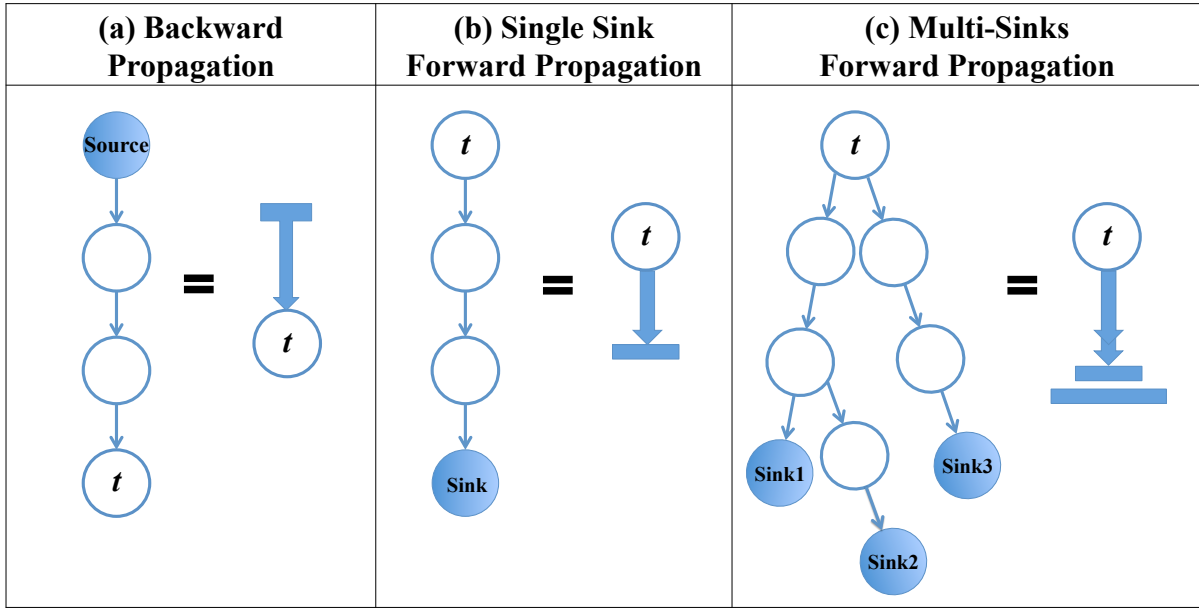 (a) Backward
Propagation
(b) Single Sink
Forward Propagation
(c) Multi-Sinks
Forward Propagation
Source
t
=
t
t
Sink
=
t
t
Sink1
Sink2
Sink3
=
t